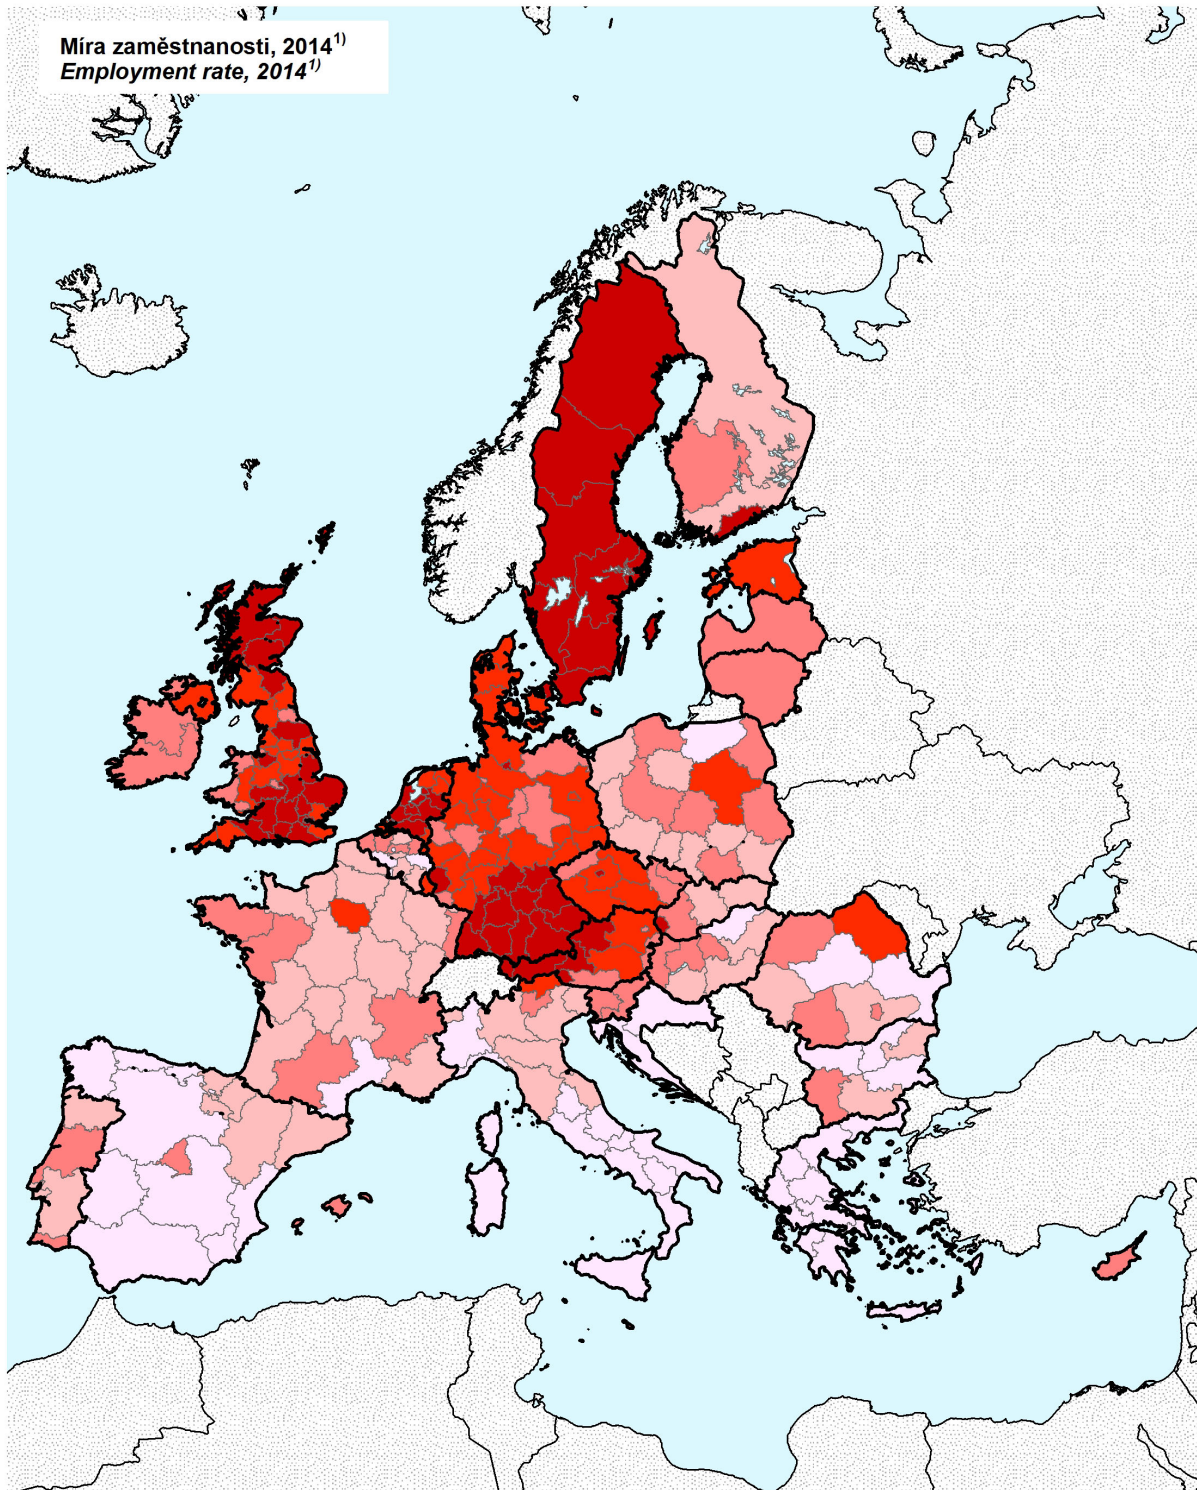 Míra zaměstnanosti, 2014¹⁾
Employment rate, 2014¹⁾